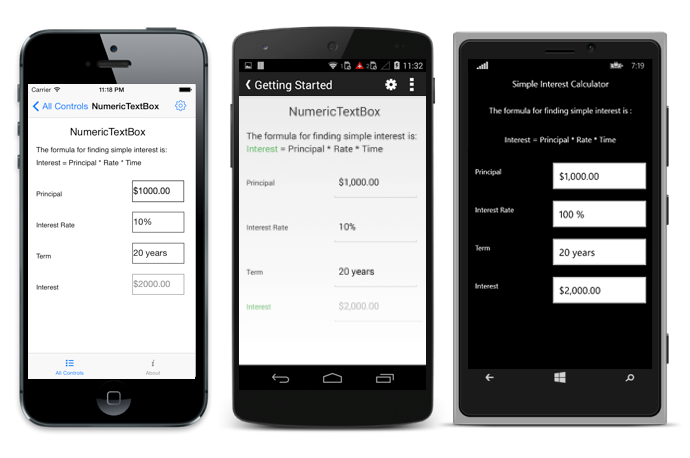 Carrier 11:18 PM
All Controls NumericTextBox
NumericTextBox
The formula for finding simple interest is:
Interest = Principal * Rate * Time
Principal $1000.00
Interest Rate 10%
Term 20 years
Interest $2000.00
All Controls About
11:32
Getting Started
NumericTextBox
The formula for finding simple interest is:
Interest = Principal * Rate * Time
Principal $1,000.00
Interest Rate 10%
Term 20 years
Interest $2,000.00
7:19
Simple Interest Calculator
The formula for finding simple interest is :
Interest = Principal * Rate * Time
Principal $1,000.00
Interest Rate 100 %
Term 20 years
Interest $2,000.00